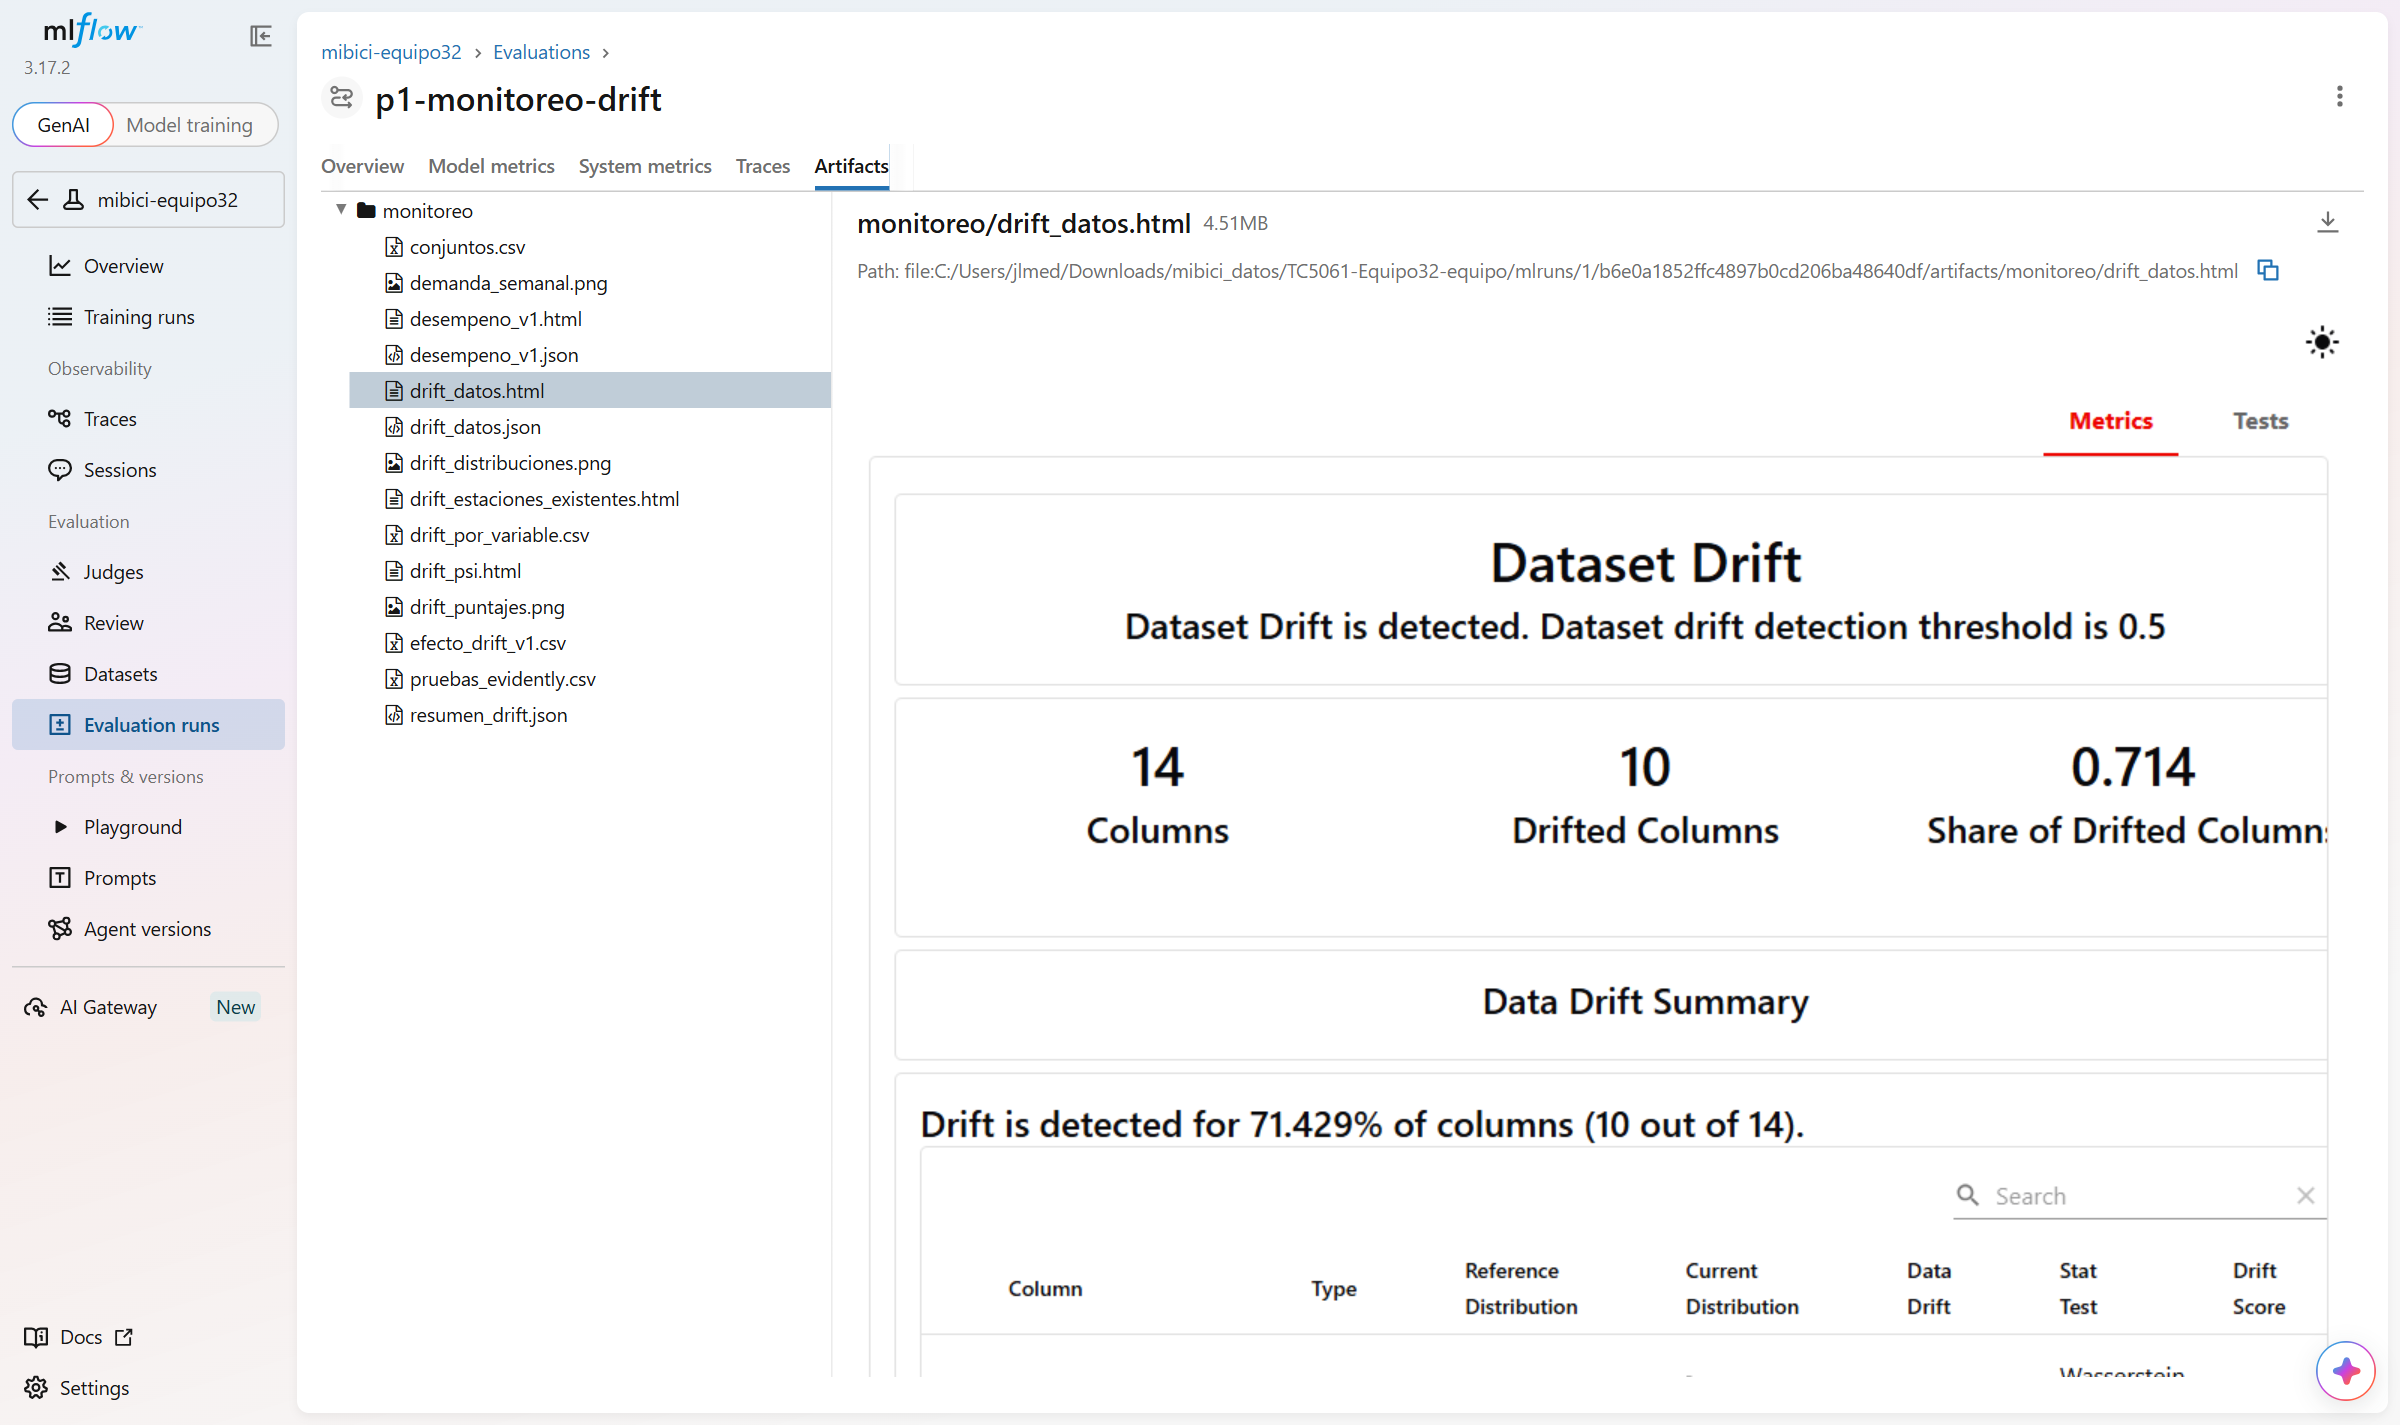 mlflow
3.17.2
GenAI
Model training
mibici-equipo32
Overview
Training runs
Observability
Traces
Sessions
Evaluation
Judges
Review
Datasets
Evaluation runs
Prompts & versions
Playground
Prompts
Agent versions
AI Gateway New
Docs
Settings
mibici-equipo32 > Evaluations >
p1-monitoreo-drift
Overview Model metrics System metrics Traces Artifacts
monitoreo
conjuntos.csv
demanda_semanal.png
desempeno_v1.html
desempeno_v1.json
drift_datos.html
drift_datos.json
drift_distribuciones.png
drift_estaciones_existentes.html
drift_por_variable.csv
drift_psi.html
drift_puntajes.png
efecto_drift_v1.csv
pruebas_evidently.csv
resumen_drift.json
monitoreo/drift_datos.html 4.51MB
Path: file:C:/Users/jlmed/Downloads/mibici_datos/TC5061-Equipo32-equipo/mlruns/1/b6e0a1852ffc4897b0cd206ba48640df/artifacts/monitoreo/drift_datos.html
Metrics Tests
Dataset Drift
Dataset Drift is detected. Dataset drift detection threshold is 0.5
14
Columns
10
Drifted Columns
0.714
Share of Drifted Columns
Data Drift Summary
Drift is detected for 71.429% of columns (10 out of 14).
Search
Column
Type
Reference Distribution
Current Distribution
Data Drift
Stat Test
Drift Score